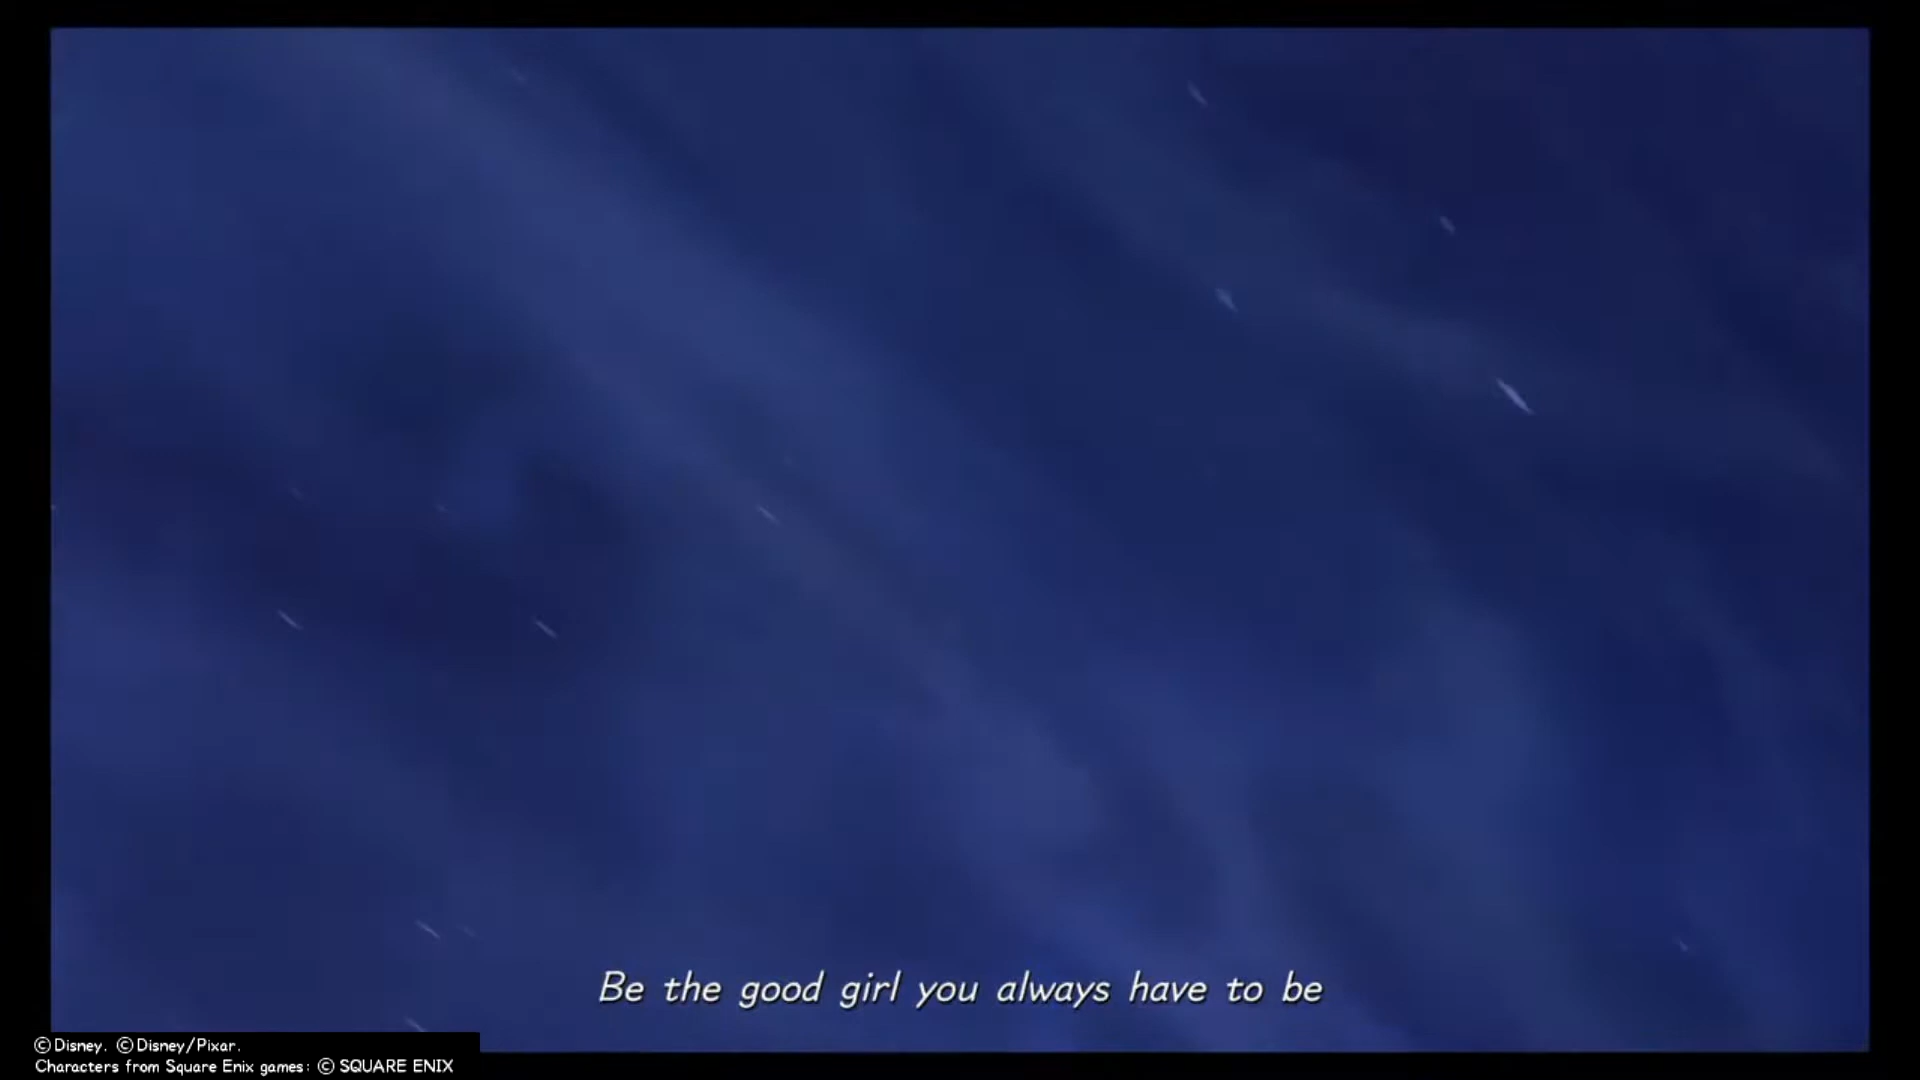 Be the good girl you always have to be
©Disney. ©Disney/Pixar.
Characters from Square Enix games: © SQUARE ENIX